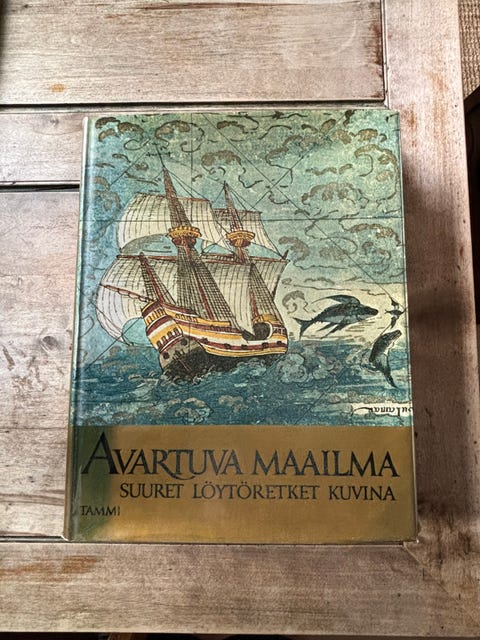 AVARTUVA MAAILMA
SUURET LÖYTÖRETKET KUVINA
TAMMI